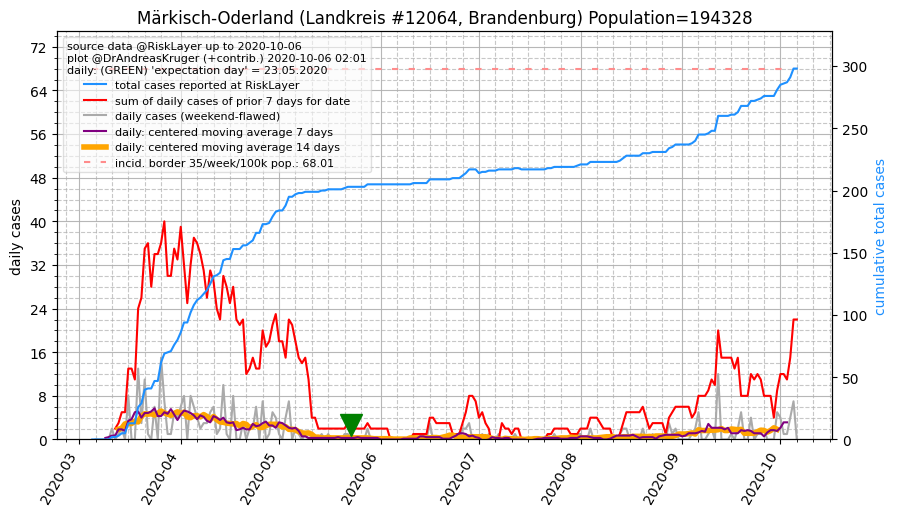 Märkisch-Oderland (Landkreis #12064, Brandenburg) Population=194328
source data @RiskLayer up to 2020-10-06
plot @DrAndreasKruger (+contrib.) 2020-10-06 02:01
daily: (GREEN) 'expectation day' = 23.05.2020
total cases reported at RiskLayer
sum of daily cases of prior 7 days for date
daily cases (weekend-flawed)
daily: centered moving average 7 days
daily: centered moving average 14 days
incid. border 35/week/100k pop.: 68.01
daily cases
72
64
56
48
40
32
24
16
8
0
300
250
200
150
100
50
0
cumulative total cases
2020-03
2020-04
2020-05
2020-06
2020-07
2020-08
2020-09
2020-10